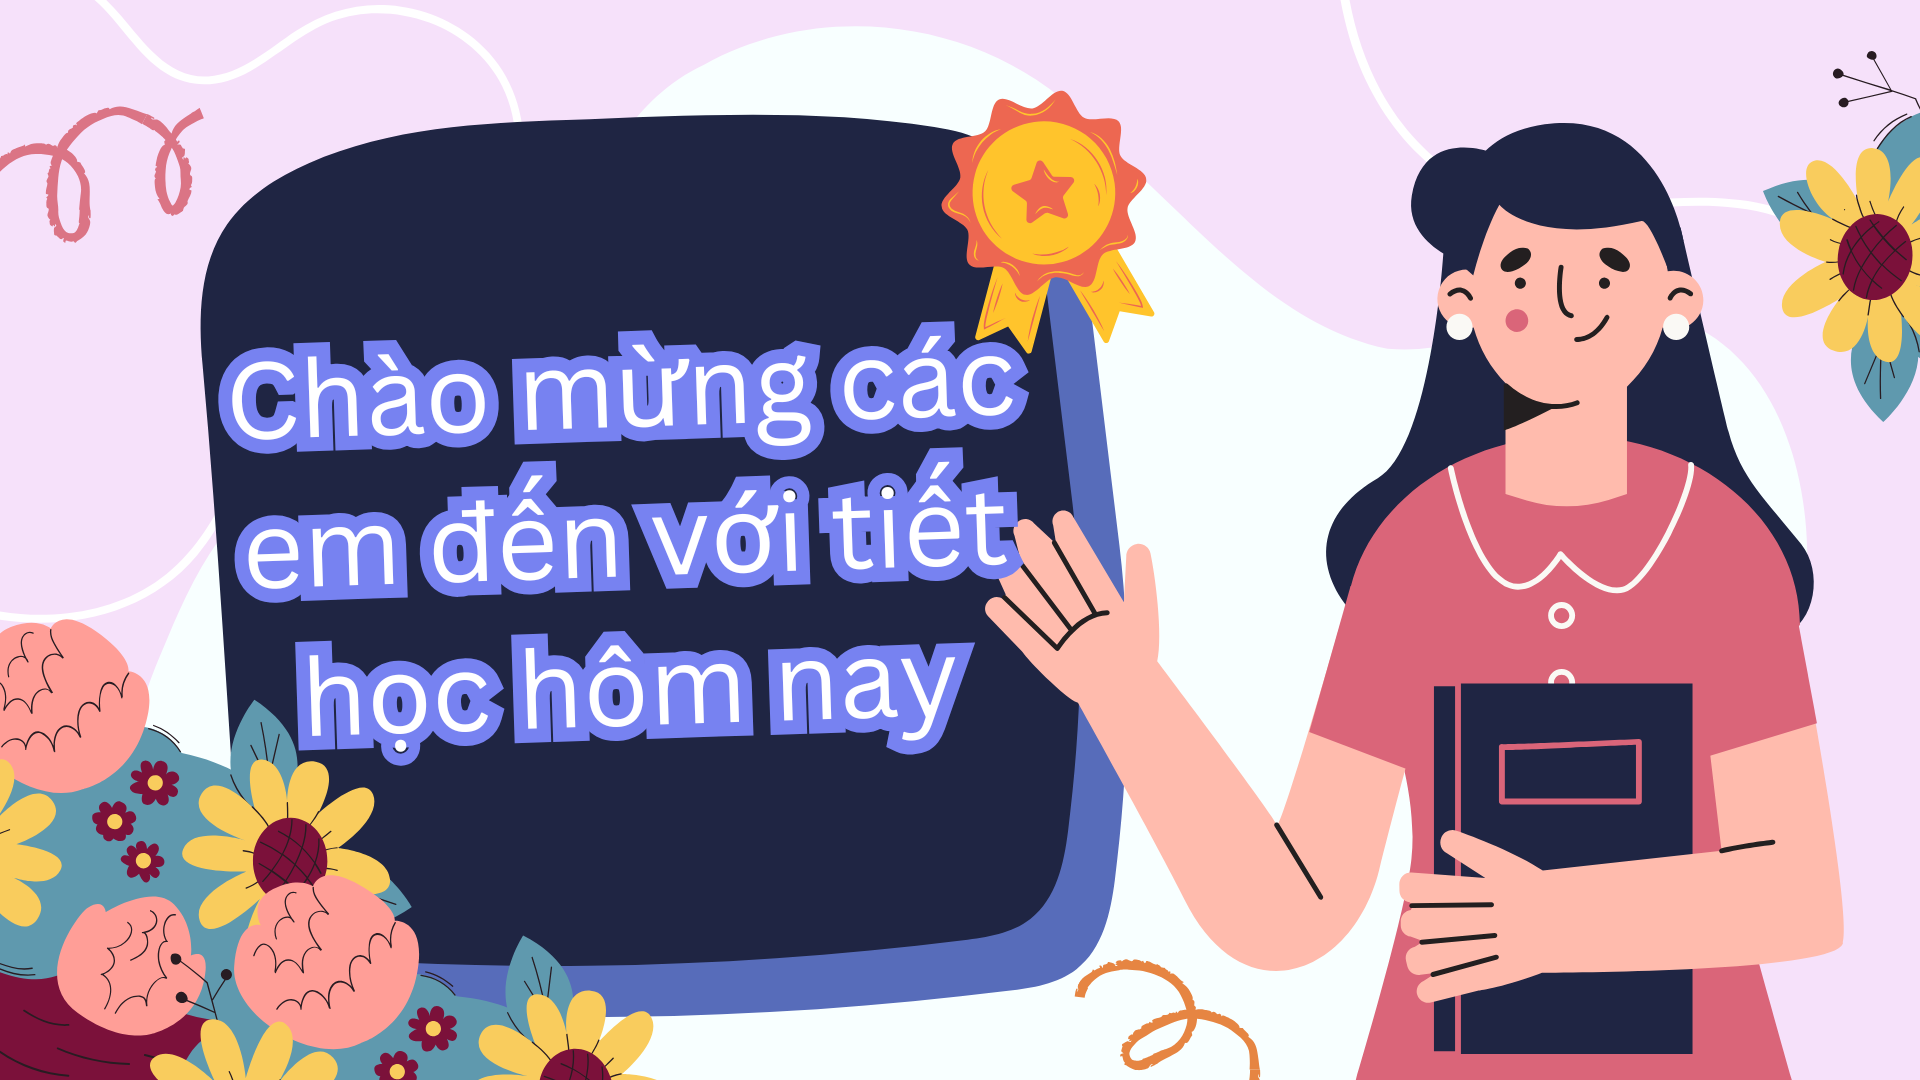 Chào mừng các
em đến với tiết
học hôm nay